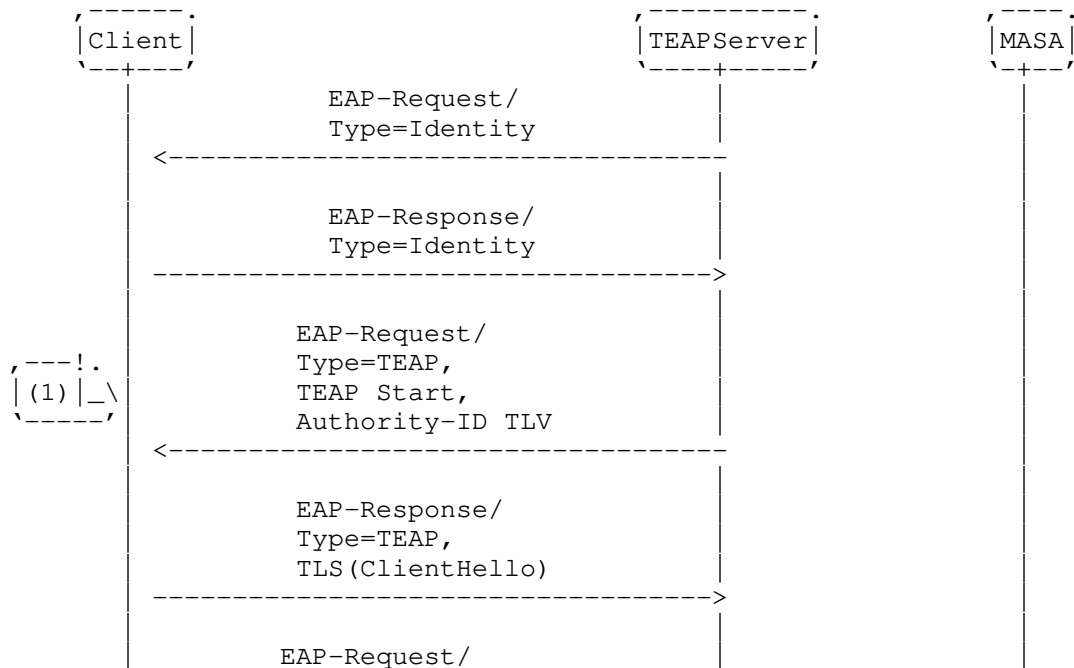 Client TEAPServer MASA
EAP-Request/
Type=Identity
EAP-Response/
Type=Identity
EAP-Request/
Type=TEAP,
(1) TEAP Start,
Authority-ID TLV
EAP-Response/
Type=TEAP,
TLS(ClientHello)
EAP-Request/